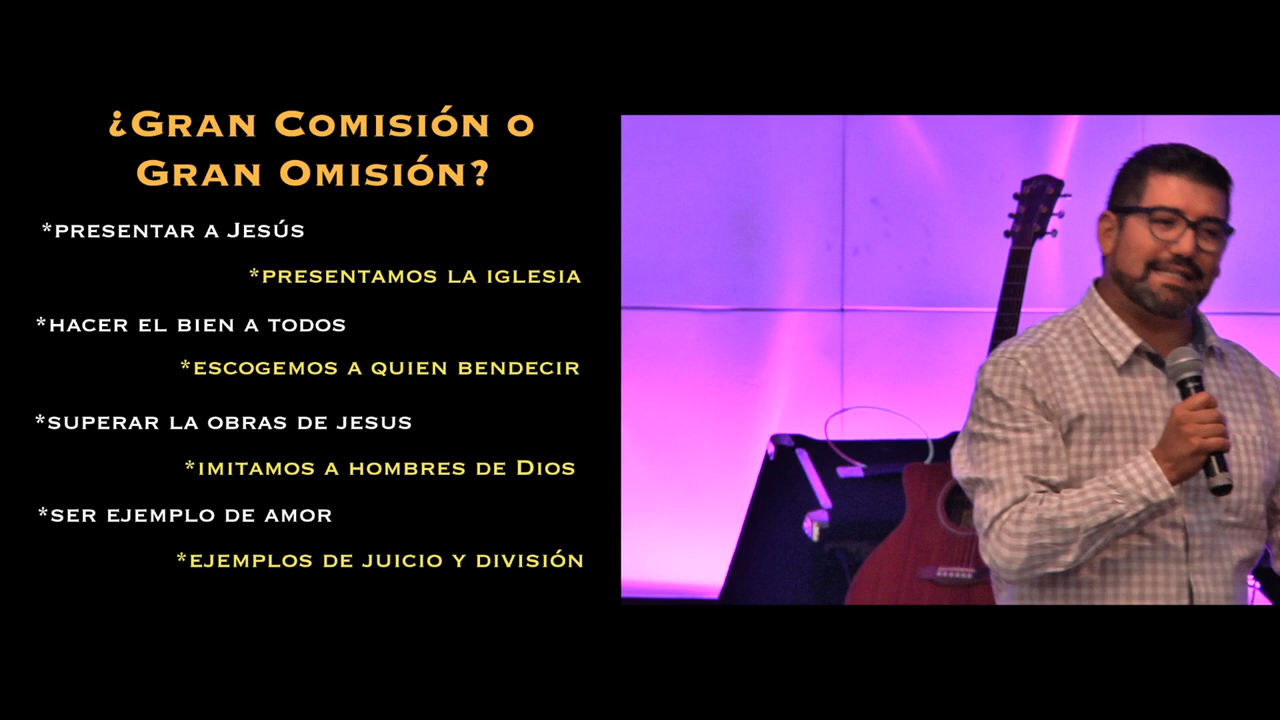 ¿Gran Comisión o
Gran Omisión?
*presentar a Jesús
*presentamos la iglesia
*hacer el bien a todos
*escogemos a quien bendecir
*superar la obras de jesus
*imitamos a hombres de Dios
*ser ejemplo de amor
*ejemplos de juicio y división